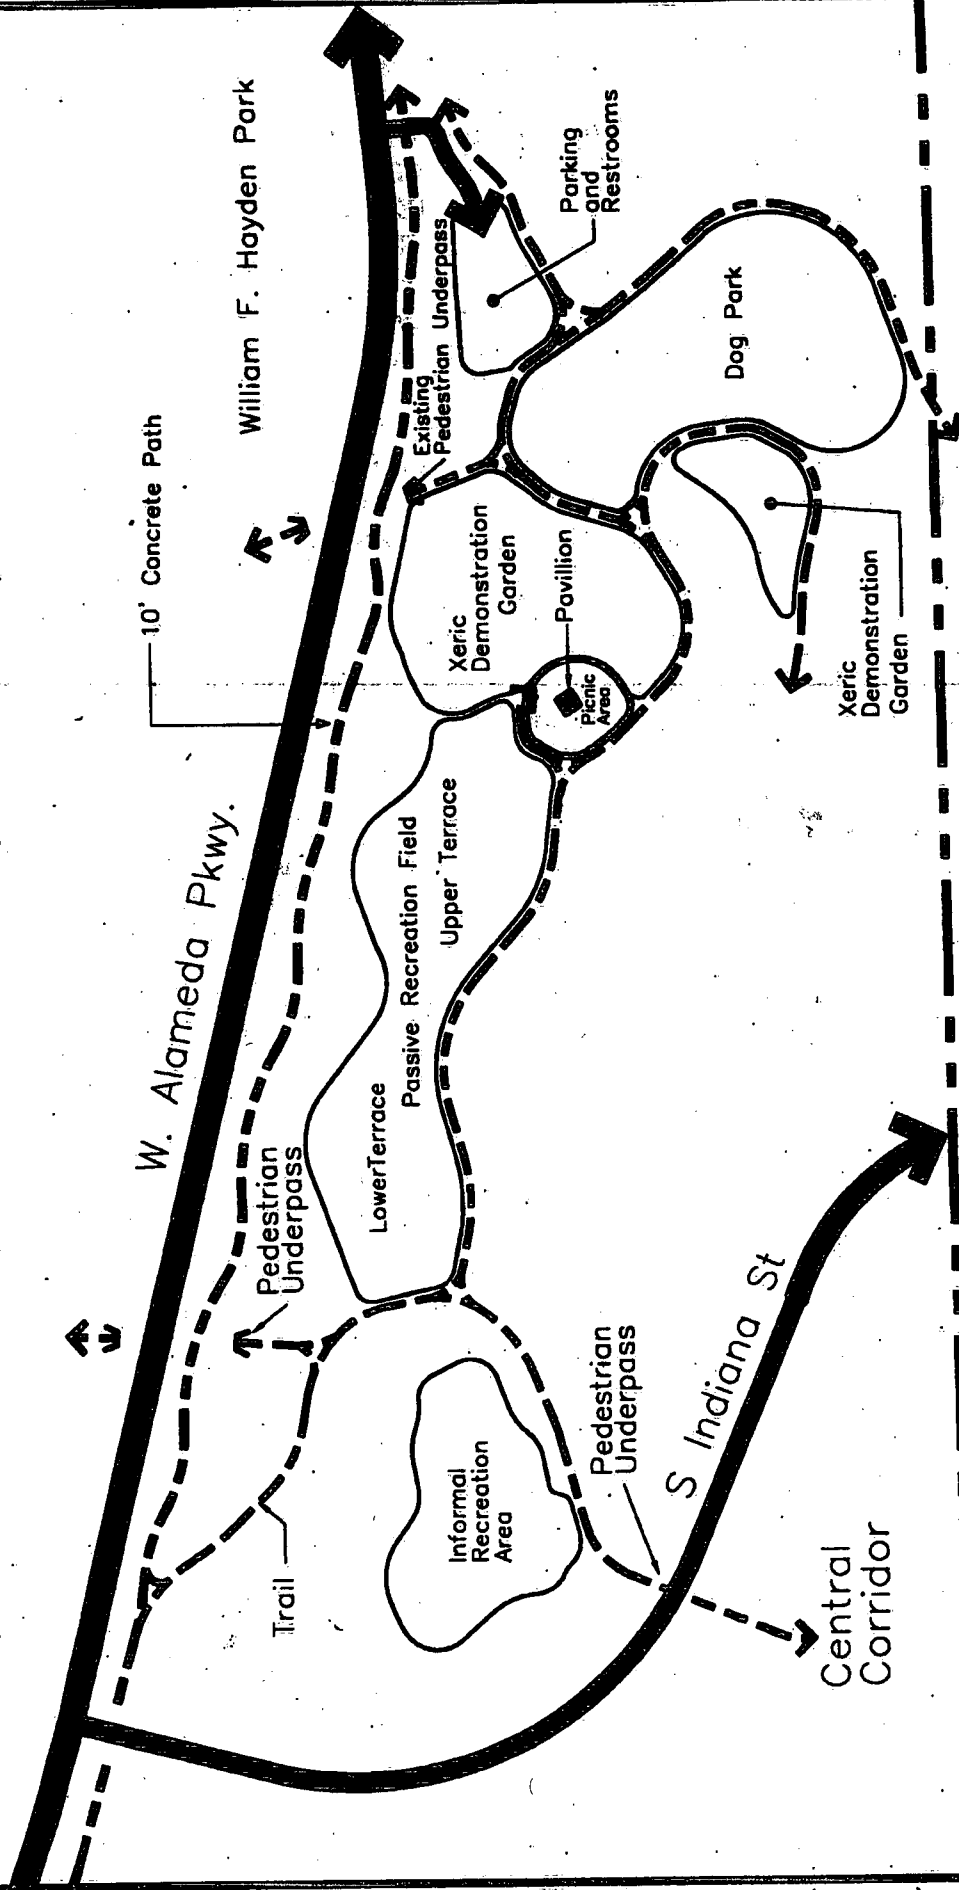 William F. Hayden Park
10' Concrete Path
W. Alameda Pkwy.
Parking
and
Restrooms
Existing
Pedestrian Underpass
Dog Park
Xeric
Demonstration
Garden
Pavillion
Picnic
Area
Xeric
Demonstration
Garden
Upper Terrace
Passive Recreation Field
LowerTerrace
Pedestrian
Underpass
Trail
Informal
Recreation
Area
Pedestrian
Underpass
S Indiana St
Central
Corridor